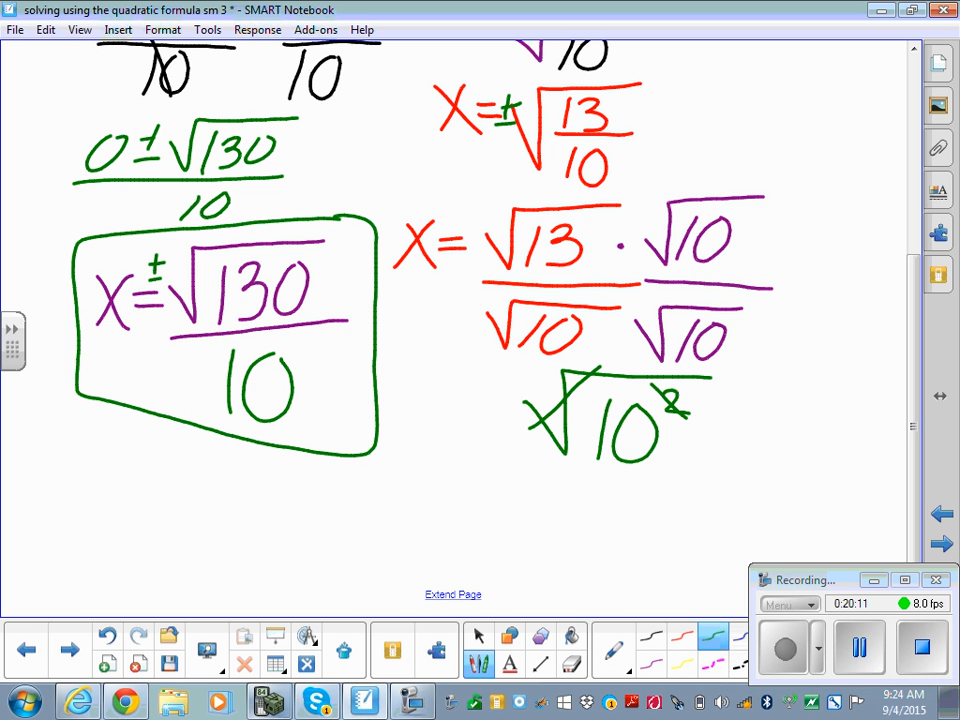 solving using the quadratic formula sm 3 * - SMART Notebook
File Edit View Insert Format Tools Response Add-ons Help
10 10
0 ± √130
10
x = ± √130
10
√10
x = ± √13
10
x = √13 · √10
√10 √10
√10²
Extend Page
Recording...
Menu 0:20:11 8.0 fps
9:24 AM
9/4/2015